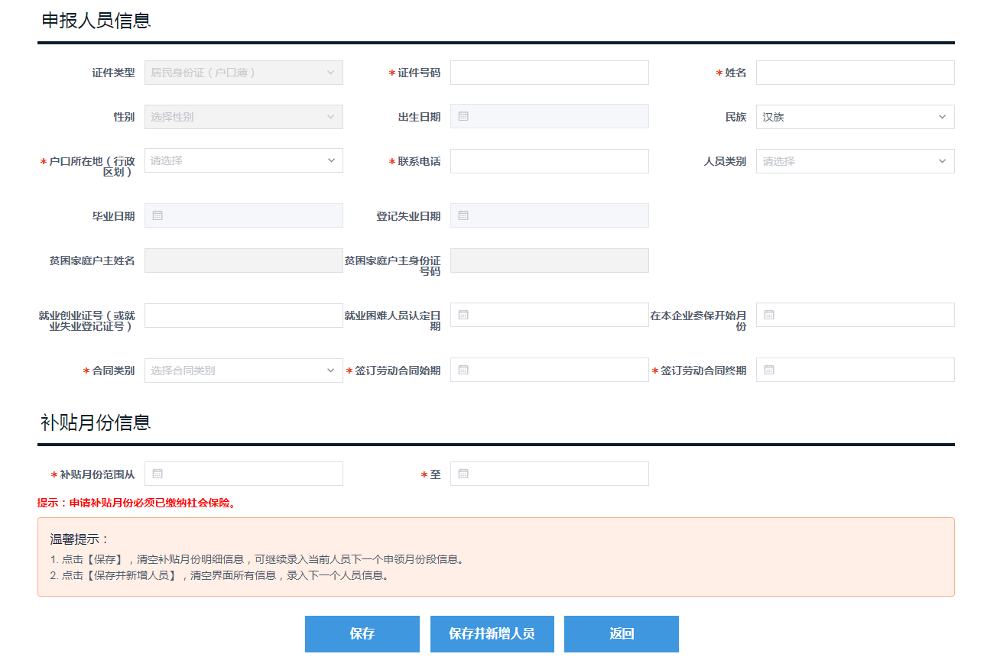 申报人员信息
证件类型 居民身份证（户口薄） *证件号码 *姓名
性别 选择性别 出生日期 民族 汉族
*户口所在地（行政区划） 请选择 *联系电话 人员类别 请选择
毕业日期 登记失业日期
贫困家庭户主姓名 贫困家庭户主身份证号码
就业创业证号（或就业失业登记证号） 就业困难人员认定日期 在本企业参保开始月份
*合同类别 选择合同类别 *签订劳动合同始期 *签订劳动合同终期
补贴月份信息
*补贴月份范围从 *至
提示：申请补贴月份必须已缴纳社会保险。
温馨提示：
1. 点击【保存】，清空补贴月份明细信息，可继续录入当前人员下一个申领月份段信息。
2. 点击【保存并新增人员】，清空界面所有信息，录入下一个人员信息。
保存 保存并新增人员 返回